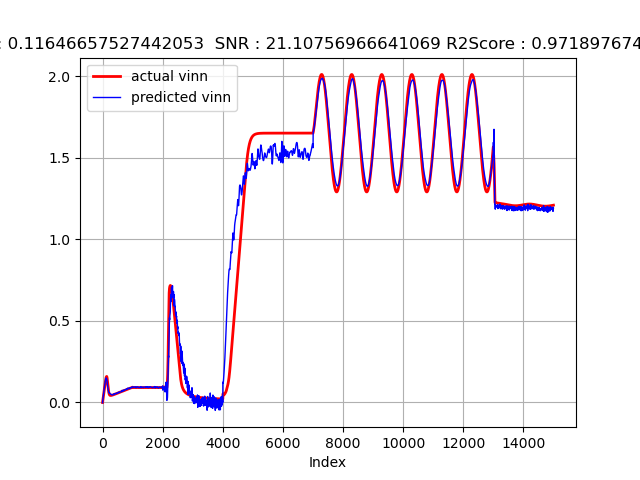 : 0.11646657527442053 SNR : 21.10756966641069 R2Score : 0.971897674
actual vinn
predicted vinn
2.0
1.5
1.0
0.5
0.0
0 2000 4000 6000 8000 10000 12000 14000
Index